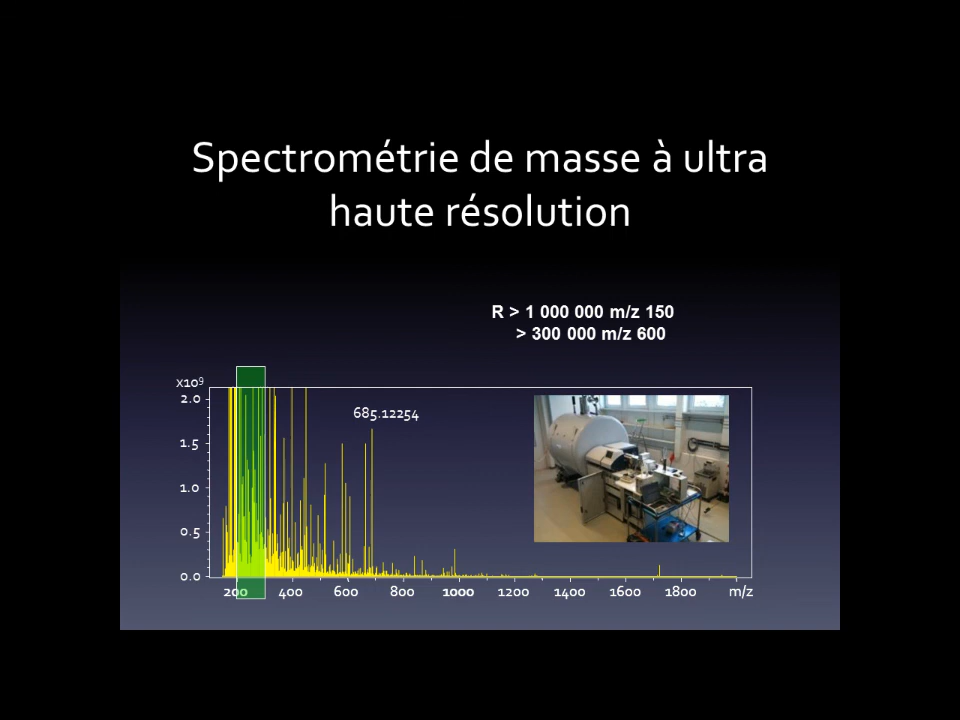 Spectrométrie de masse à ultra
haute résolution
R > 1 000 000 m/z 150
> 300 000 m/z 600
x10⁹
2.0
685.12254
1.5
1.0
0.5
0.0
200 400 600 800 1000 1200 1400 1600 1800 m/z